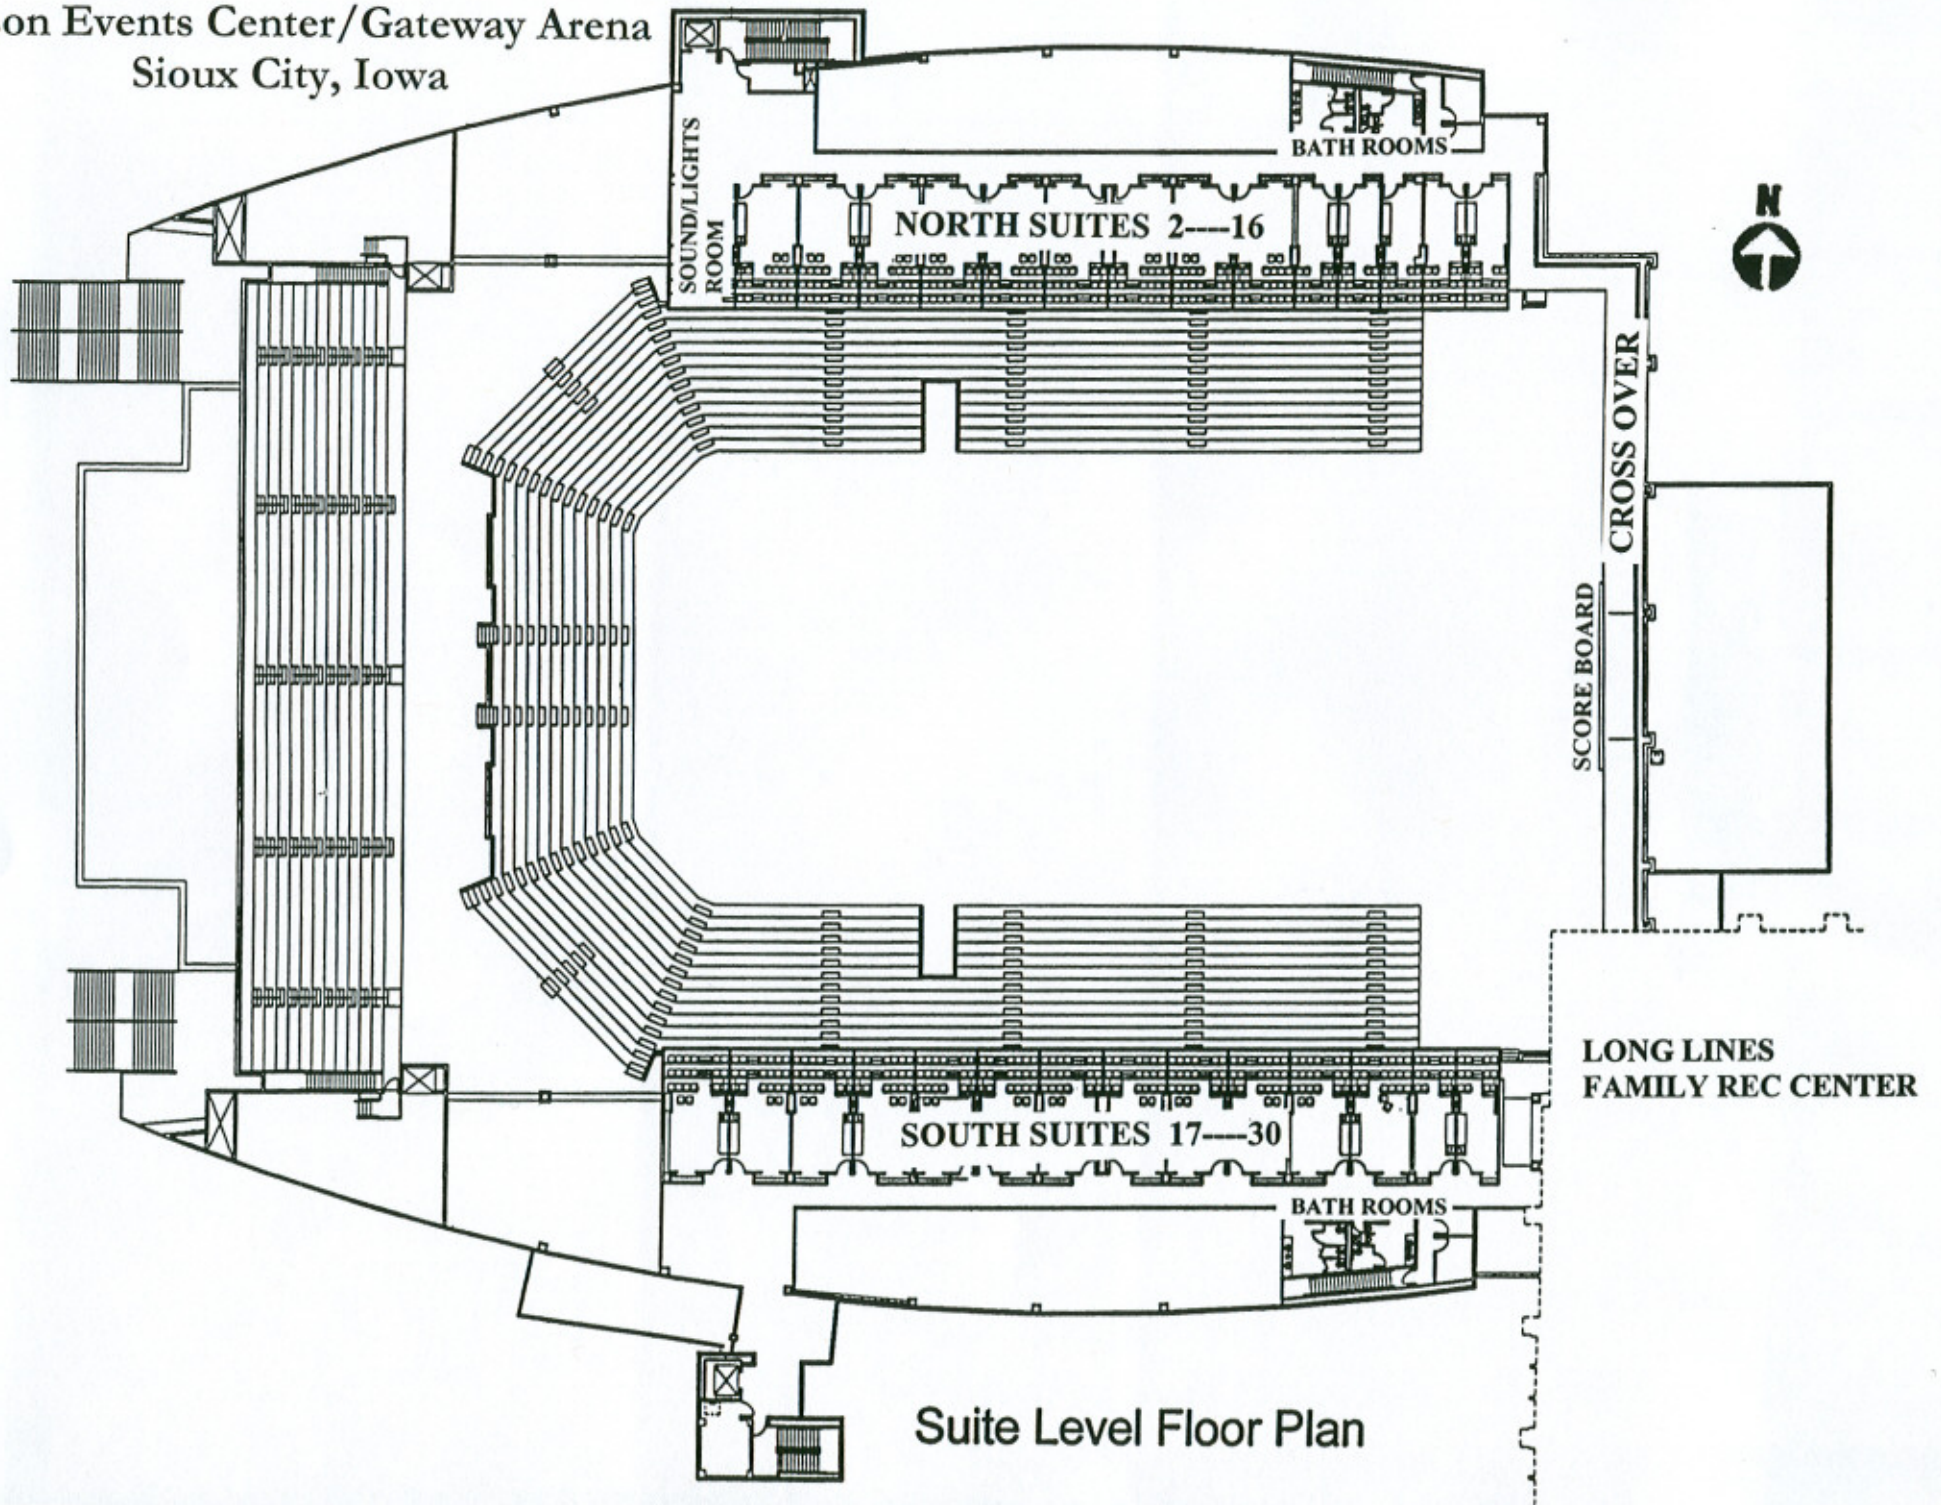 on Events Center/Gateway Arena
Sioux City, Iowa
SOUND/LIGHTS
ROOM
BATH ROOMS
NORTH SUITES 2----16
N
CROSS OVER
SCORE BOARD
LONG LINES
FAMILY REC CENTER
SOUTH SUITES 17----30
BATH ROOMS
Suite Level Floor Plan